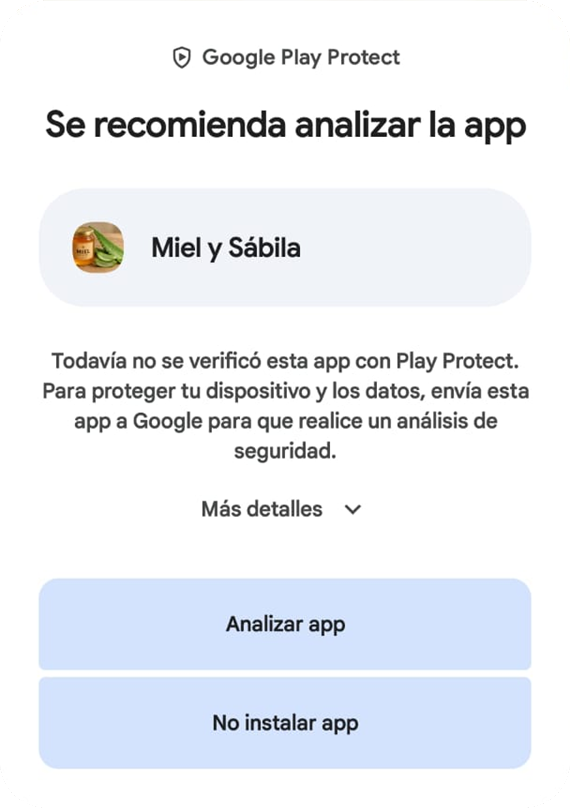 Google Play Protect
Se recomienda analizar la app
Miel y Sábila
Todavía no se verificó esta app con Play Protect.
Para proteger tu dispositivo y los datos, envía esta
app a Google para que realice un análisis de
seguridad.
Más detalles
Analizar app
No instalar app